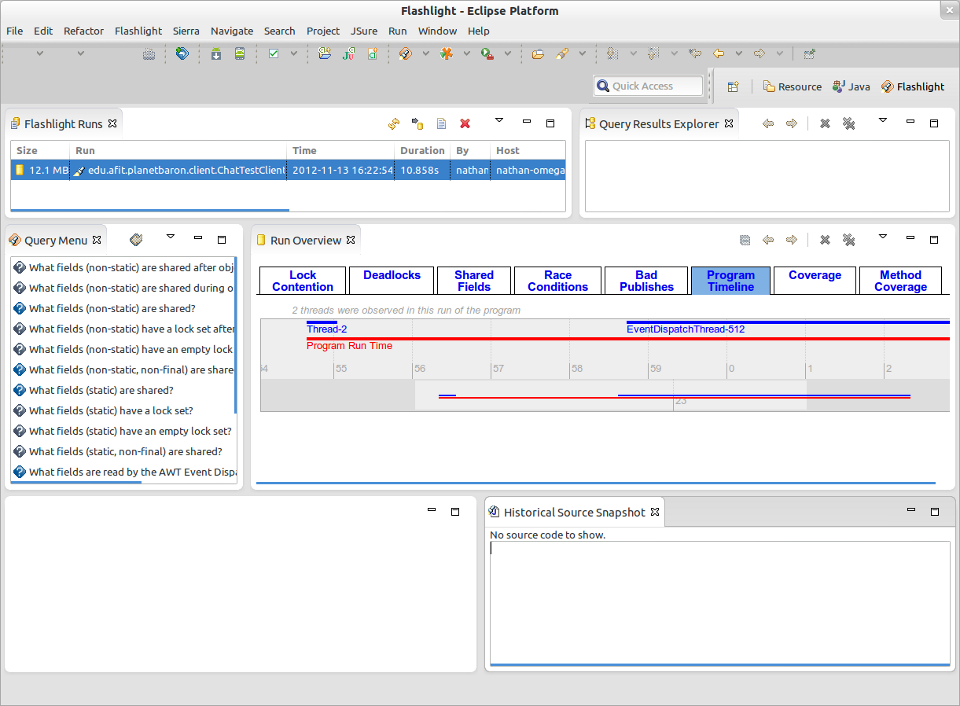 Flashlight - Eclipse Platform
File Edit Refactor Flashlight Sierra Navigate Search Project JSure Run Window Help
Quick Access
Resource Java Flashlight
Flashlight Runs
Size Run Time Duration By Host
12.1 MB edu.afit.planetbaron.client.ChatTestClient 2012-11-13 16:22:54 10.858s nathan nathan-omega
Query Results Explorer
Query Menu
What fields (non-static) are shared after obj
What fields (non-static) are shared during o
What fields (non-static) are shared?
What fields (non-static) have a lock set after
What fields (non-static) have an empty lock
What fields (non-static, non-final) are share
What fields (static) are shared?
What fields (static) have a lock set?
What fields (static) have an empty lock set?
What fields (static, non-final) are shared?
What fields are read by the AWT Event Dispa
Run Overview
Lock Contention
Deadlocks
Shared Fields
Race Conditions
Bad Publishes
Program Timeline
Coverage
Method Coverage
2 threads were observed in this run of the program
Thread-2 EventDispatchThread-512
Program Run Time
54 55 56 57 58 59 0 1 2
23
Historical Source Snapshot
No source code to show.